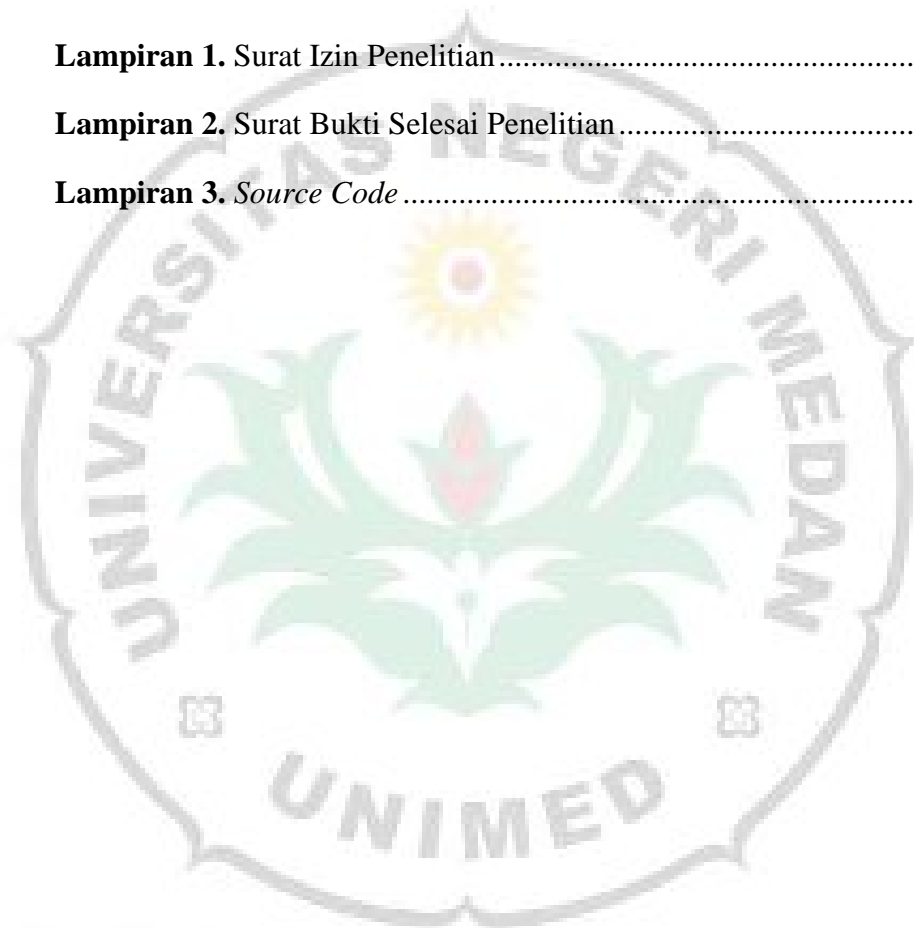 Lampiran 1. Surat Izin Penelitian ........................................................
Lampiran 2. Surat Bukti Selesai Penelitian ........................................
Lampiran 3. Source Code ....................................................................
UNIVERSITAS NEGERI MEDAN
UNIMED